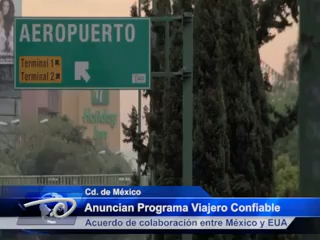 AEROPUERTO
Terminal 1
Terminal 2
Holiday Inn
Cd. de México
Anuncian Programa Viajero Confiable
Acuerdo de colaboración entre México y EUA